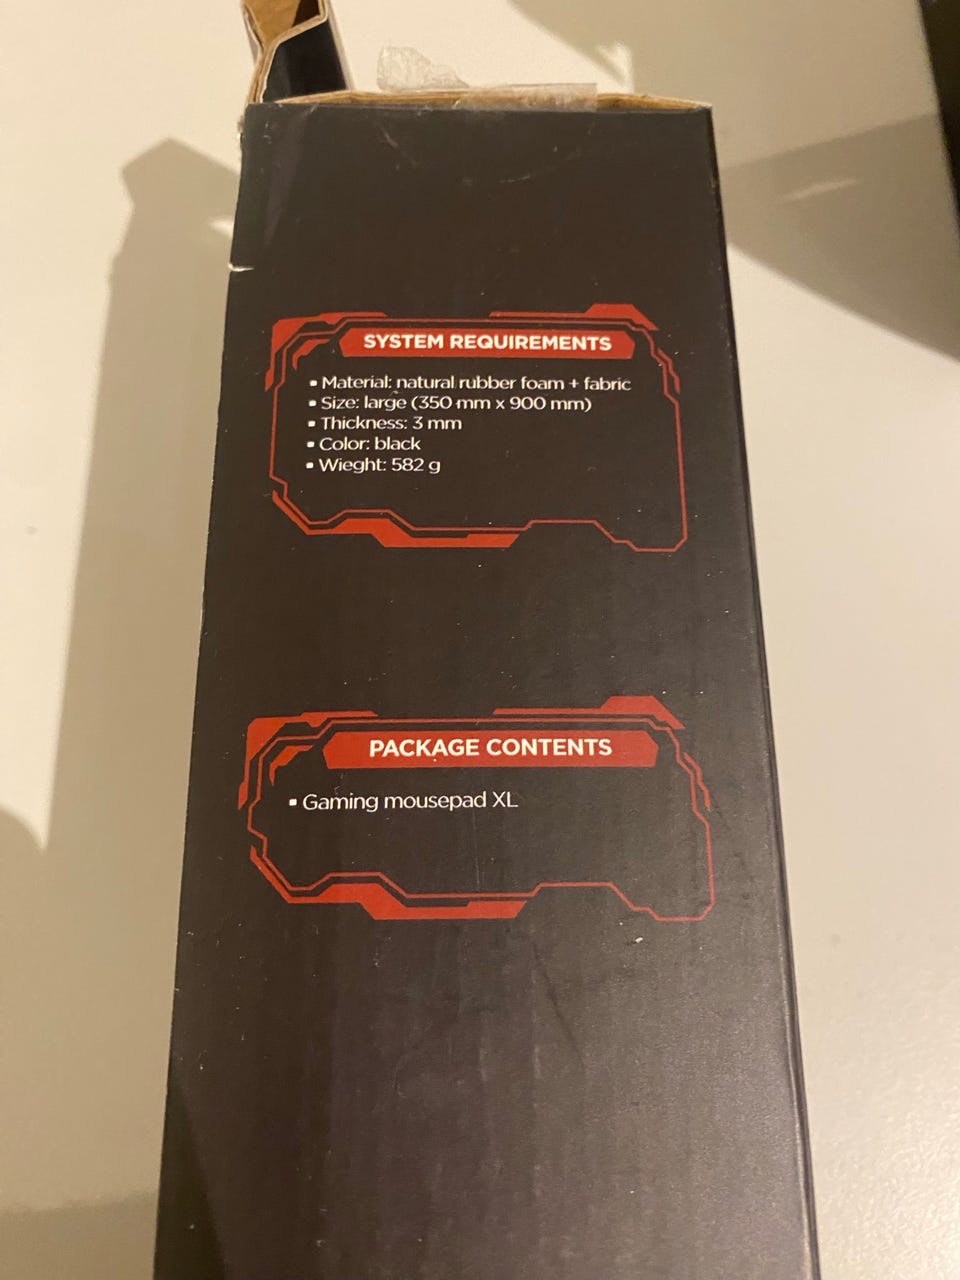 SYSTEM REQUIREMENTS
▪ Material: natural rubber foam + fabric
▪ Size: large (350 mm x 900 mm)
▪ Thickness: 3 mm
▪ Color: black
▪ Wieght: 582 g
PACKAGE CONTENTS
▪ Gaming mousepad XL